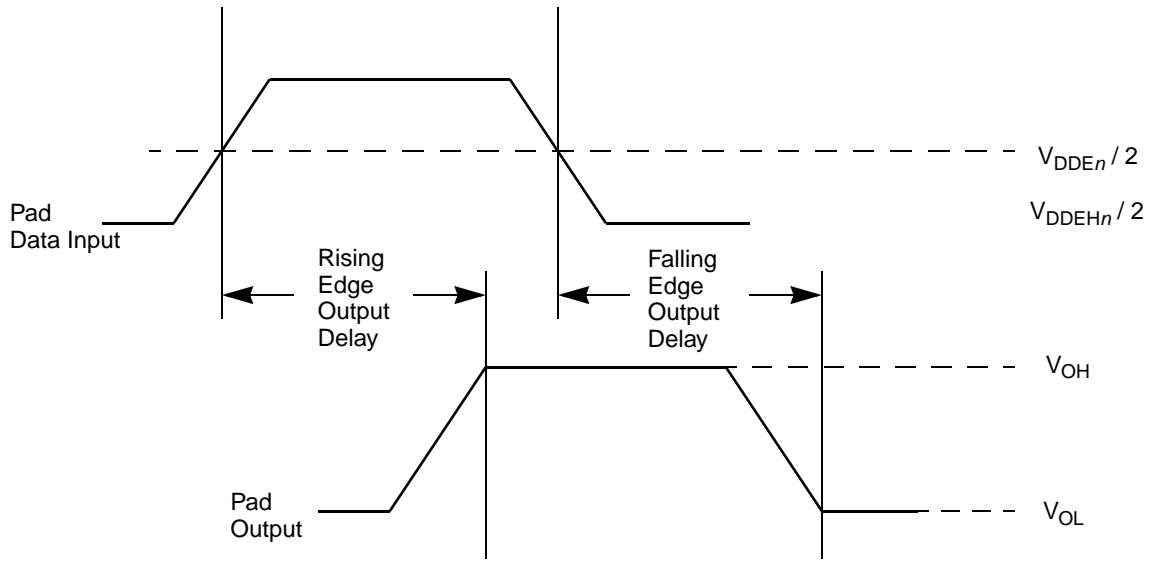 V_DDEn / 2
V_DDEHn / 2
Pad
Data Input
Rising
Edge
Output
Delay
Falling
Edge
Output
Delay
V_OH
Pad
Output
V_OL